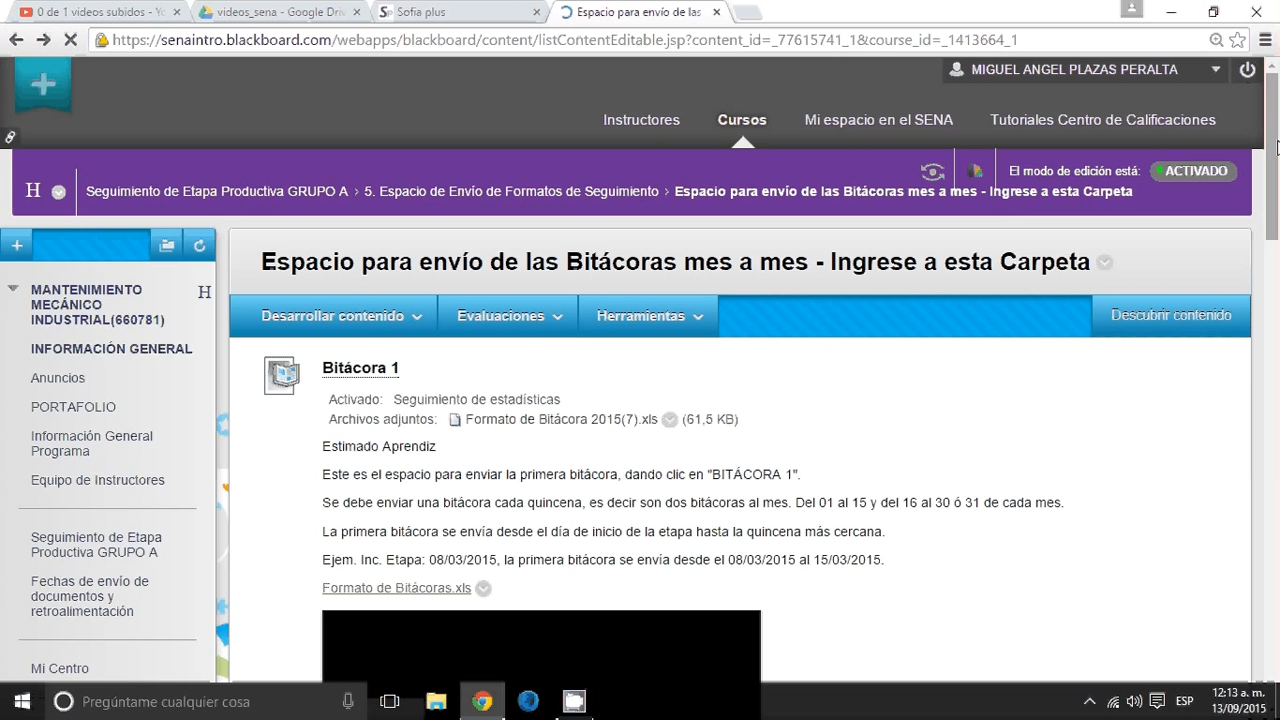 0 de 1 videos subidos - Yo
videos_sena - Google Driv
Sofia plus
Espacio para envío de las
https://senaintro.blackboard.com/webapps/blackboard/content/listContentEditable.jsp?content_id=_77615741_1&course_id=_1413664_1
MIGUEL ANGEL PLAZAS PERALTA
Instructores
Cursos
Mi espacio en el SENA
Tutoriales Centro de Calificaciones
El modo de edición está: ACTIVADO
Seguimiento de Etapa Productiva GRUPO A > 5. Espacio de Envío de Formatos de Seguimiento > Espacio para envío de las Bitácoras mes a mes - Ingrese a esta Carpeta
MANTENIMIENTO
MECÁNICO
INDUSTRIAL(660781)
INFORMACIÓN GENERAL
Anuncios
PORTAFOLIO
Información General
Programa
Equipo de Instructores
Seguimiento de Etapa
Productiva GRUPO A
Fechas de envío de
documentos y
retroalimentación
Mi Centro
Espacio para envío de las Bitácoras mes a mes - Ingrese a esta Carpeta
Desarrollar contenido
Evaluaciones
Herramientas
Descubrir contenido
Bitácora 1
Activado: Seguimiento de estadísticas
Archivos adjuntos: Formato de Bitácora 2015(7).xls (61,5 KB)
Estimado Aprendiz
Este es el espacio para enviar la primera bitácora, dando clic en "BITÁCORA 1".
Se debe enviar una bitácora cada quincena, es decir son dos bitácoras al mes. Del 01 al 15 y del 16 al 30 ó 31 de cada mes.
La primera bitácora se envía desde el día de inicio de la etapa hasta la quincena más cercana.
Ejem. Inc. Etapa: 08/03/2015, la primera bitácora se envía desde el 08/03/2015 al 15/03/2015.
Formato de Bitácoras.xls
Pregúntame cualquier cosa
ESP
12:13 a.m.
13/09/2015